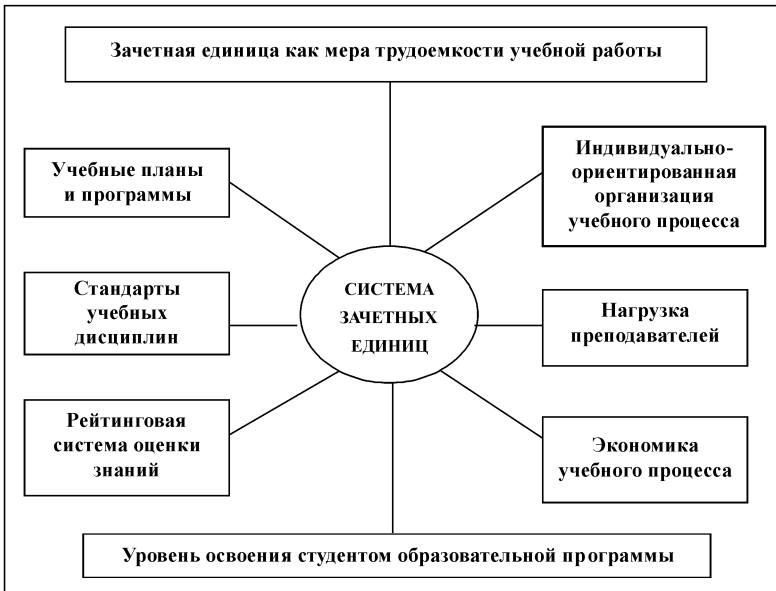 Зачетная единица как мера трудоемкости учебной работы
Учебные планы
и программы
Индивидуально-
ориентированная
организация
учебного процесса
Стандарты
учебных
дисциплин
СИСТЕМА
ЗАЧЕТНЫХ
ЕДИНИЦ
Нагрузка
преподавателей
Рейтинговая
система оценки
знаний
Экономика
учебного процесса
Уровень освоения студентом образовательной программы